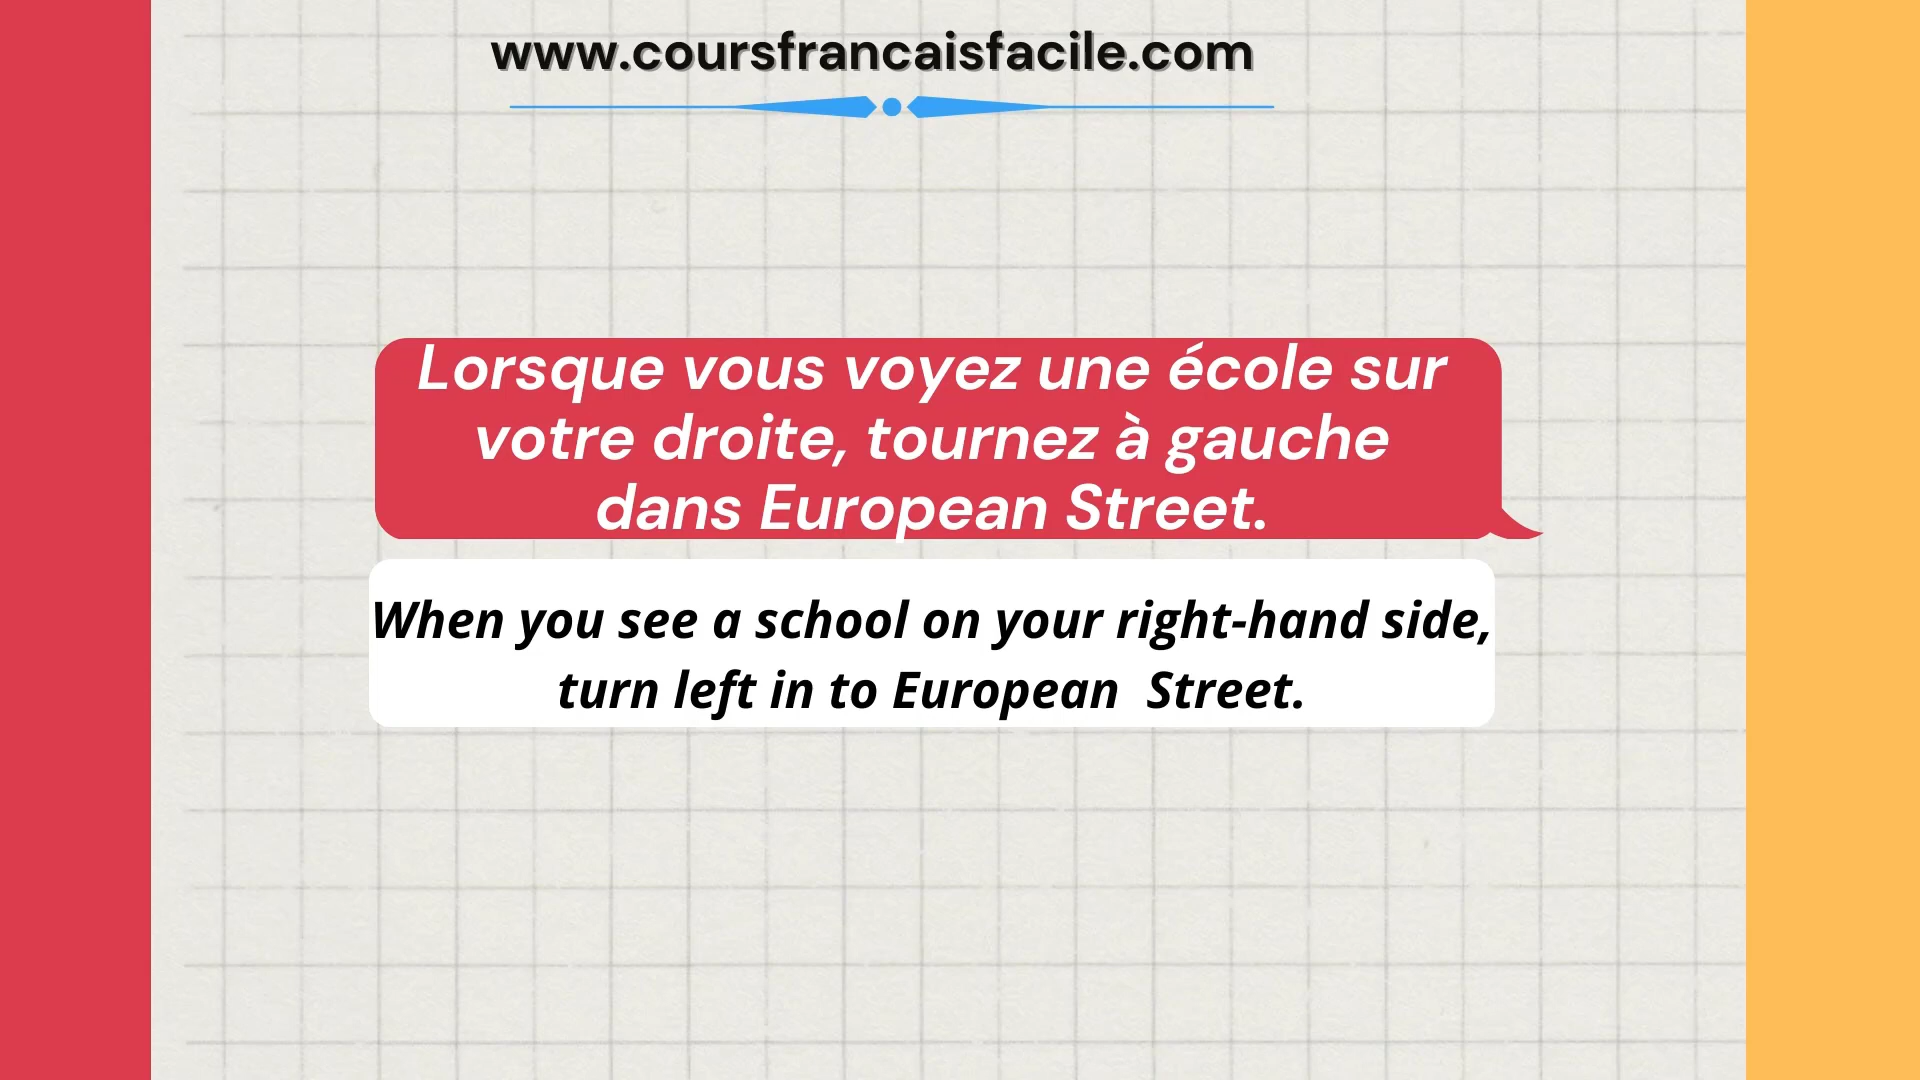 www.coursfrancaisfacile.com
Lorsque vous voyez une école sur
votre droite, tournez à gauche
dans European Street.
When you see a school on your right-hand side,
turn left in to European  Street.